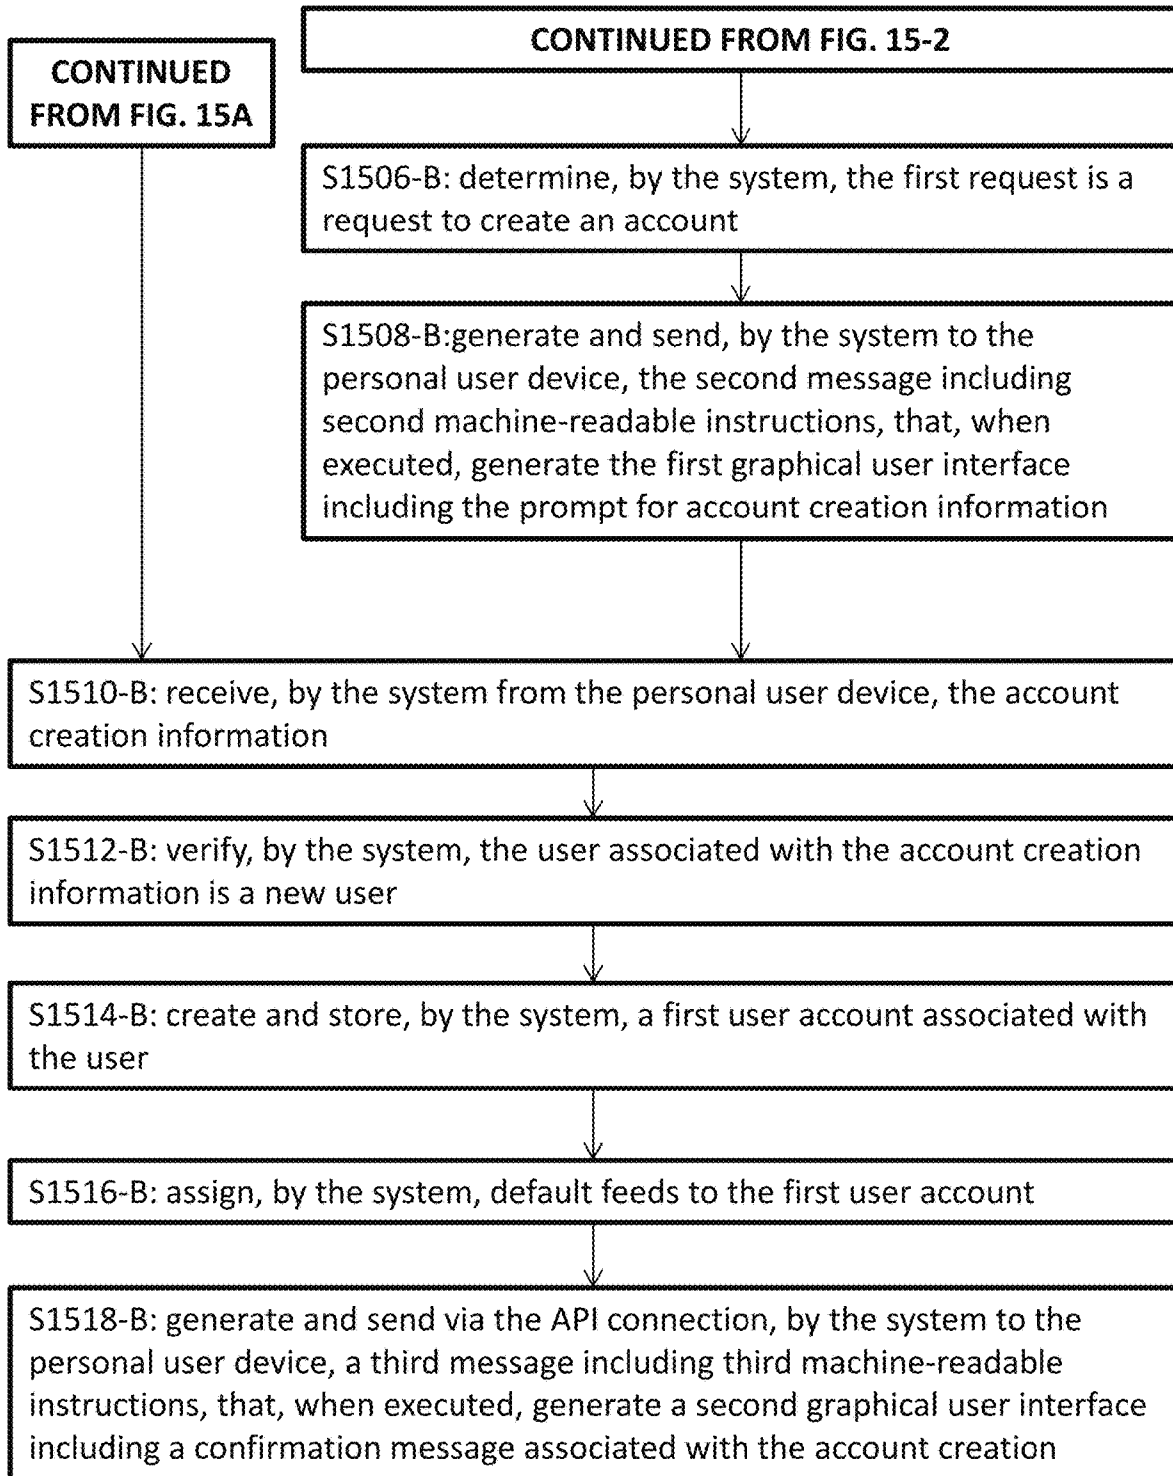 CONTINUED
FROM FIG. 15A
CONTINUED FROM FIG. 15-2
S1506-B: determine, by the system, the first request is a
request to create an account
S1508-B:generate and send, by the system to the
personal user device, the second message including
second machine-readable instructions, that, when
executed, generate the first graphical user interface
including the prompt for account creation information
S1510-B: receive, by the system from the personal user device, the account
creation information
S1512-B: verify, by the system, the user associated with the account creation
information is a new user
S1514-B: create and store, by the system, a first user account associated with
the user
S1516-B: assign, by the system, default feeds to the first user account
S1518-B: generate and send via the API connection, by the system to the
personal user device, a third message including third machine-readable
instructions, that, when executed, generate a second graphical user interface
including a confirmation message associated with the account creation